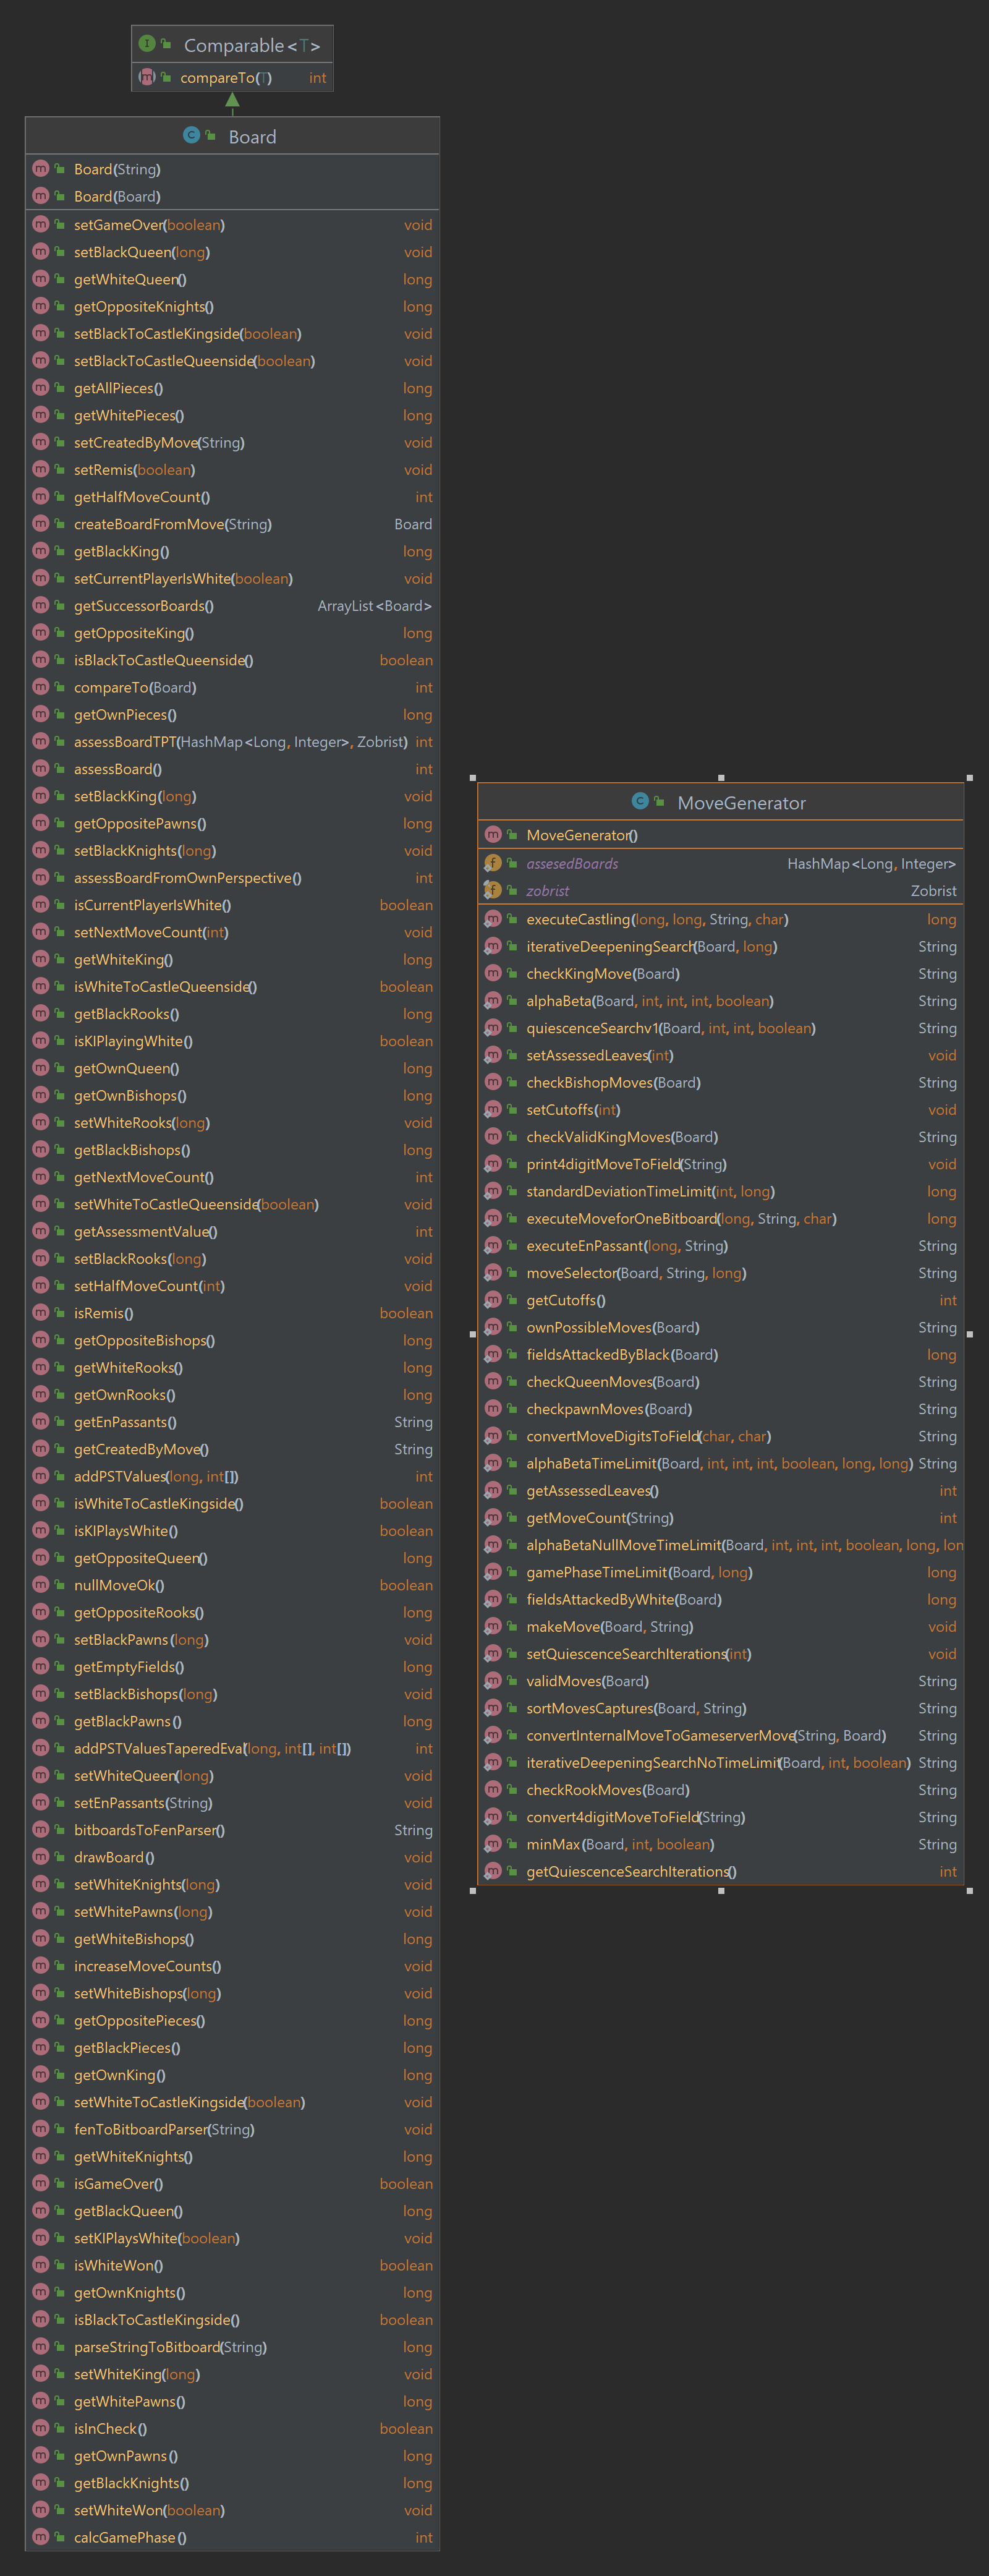 Comparable<T>
compareTo(T) int
Board
Board(String)
Board(Board)
setGameOver(boolean) void
setBlackQueen(long) void
getWhiteQueen() long
getOppositeKnights() long
setBlackToCastleKingside(boolean) void
setBlackToCastleQueenside(boolean) void
getAllPieces() long
getWhitePieces() long
setCreatedByMove(String) void
setRemis(boolean) void
getHalfMoveCount() int
createBoardFromMove(String) Board
getBlackKing() long
setCurrentPlayerIsWhite(boolean) void
getSuccessorBoards() ArrayList<Board>
getOppositeKing() long
isBlackToCastleQueenside() boolean
compareTo(Board) int
getOwnPieces() long
assessBoardTPT(HashMap<Long, Integer>, Zobrist) int
assessBoard() int
setBlackKing(long) void
getOppositePawns() long
setBlackKnights(long) void
assessBoardFromOwnPerspective() int
isCurrentPlayerIsWhite() boolean
setNextMoveCount(int) void
getWhiteKing() long
isWhiteToCastleQueenside() boolean
getBlackRooks() long
isKIPlayingWhite() boolean
getOwnQueen() long
getOwnBishops() long
setWhiteRooks(long) void
getBlackBishops() long
getNextMoveCount() int
setWhiteToCastleQueenside(boolean) void
getAssessmentValue() int
setBlackRooks(long) void
setHalfMoveCount(int) void
isRemis() boolean
getOppositeBishops() long
getWhiteRooks() long
getOwnRooks() long
getEnPassants() String
getCreatedByMove() String
addPSTValues(long, int[]) int
isWhiteToCastleKingside() boolean
isKIPlaysWhite() boolean
getOppositeQueen() long
nullMoveOk() boolean
getOppositeRooks() long
setBlackPawns(long) void
getEmptyFields() long
setBlackBishops(long) void
getBlackPawns() long
addPSTValuesTaperedEval(long, int[], int[]) int
setWhiteQueen(long) void
setEnPassants(String) void
bitboardsToFenParser() String
drawBoard() void
setWhiteKnights(long) void
setWhitePawns(long) void
getWhiteBishops() long
increaseMoveCounts() void
setWhiteBishops(long) void
getOppositePieces() long
getBlackPieces() long
getOwnKing() long
setWhiteToCastleKingside(boolean) void
fenToBitboardParser(String) void
getWhiteKnights() long
isGameOver() boolean
getBlackQueen() long
setKIPlaysWhite(boolean) void
isWhiteWon() boolean
getOwnKnights() long
isBlackToCastleKingside() boolean
parseStringToBitboard(String) long
setWhiteKing(long) void
getWhitePawns() long
isInCheck() boolean
getOwnPawns() long
getBlackKnights() long
setWhiteWon(boolean) void
calcGamePhase() int
MoveGenerator
MoveGenerator()
assesedBoards HashMap<Long, Integer>
zobrist Zobrist
executeCastling(long, long, String, char) long
iterativeDeepeningSearch(Board, long) String
checkKingMove(Board) String
alphaBeta(Board, int, int, int, boolean) String
quiescenceSearchv1(Board, int, int, boolean) String
setAssessedLeaves(int) void
checkBishopMoves(Board) String
setCutoffs(int) void
checkValidKingMoves(Board) String
print4digitMoveToField(String) void
standardDeviationTimeLimit(int, long) long
executeMoveforOneBitboard(long, String, char) long
executeEnPassant(long, String) String
moveSelector(Board, String, long) String
getCutoffs() int
ownPossibleMoves(Board) String
fieldsAttackedByBlack(Board) long
checkQueenMoves(Board) String
checkpawnMoves(Board) String
convertMoveDigitsToField(char, char) String
alphaBetaTimeLimit(Board, int, int, int, boolean, long, long) String
getAssessedLeaves() int
getMoveCount(String) int
alphaBetaNullMoveTimeLimit(Board, int, int, int, boolean, long, lon
gamePhaseTimeLimit(Board, long) long
fieldsAttackedByWhite(Board) long
makeMove(Board, String) void
setQuiescenceSearchIterations(int) void
validMoves(Board) String
sortMovesCaptures(Board, String) String
convertInternalMoveToGameserverMove(String, Board) String
iterativeDeepeningSearchNoTimeLimit(Board, int, boolean) String
checkRookMoves(Board) String
convert4digitMoveToField(String) String
minMax(Board, int, boolean) String
getQuiescenceSearchIterations() int